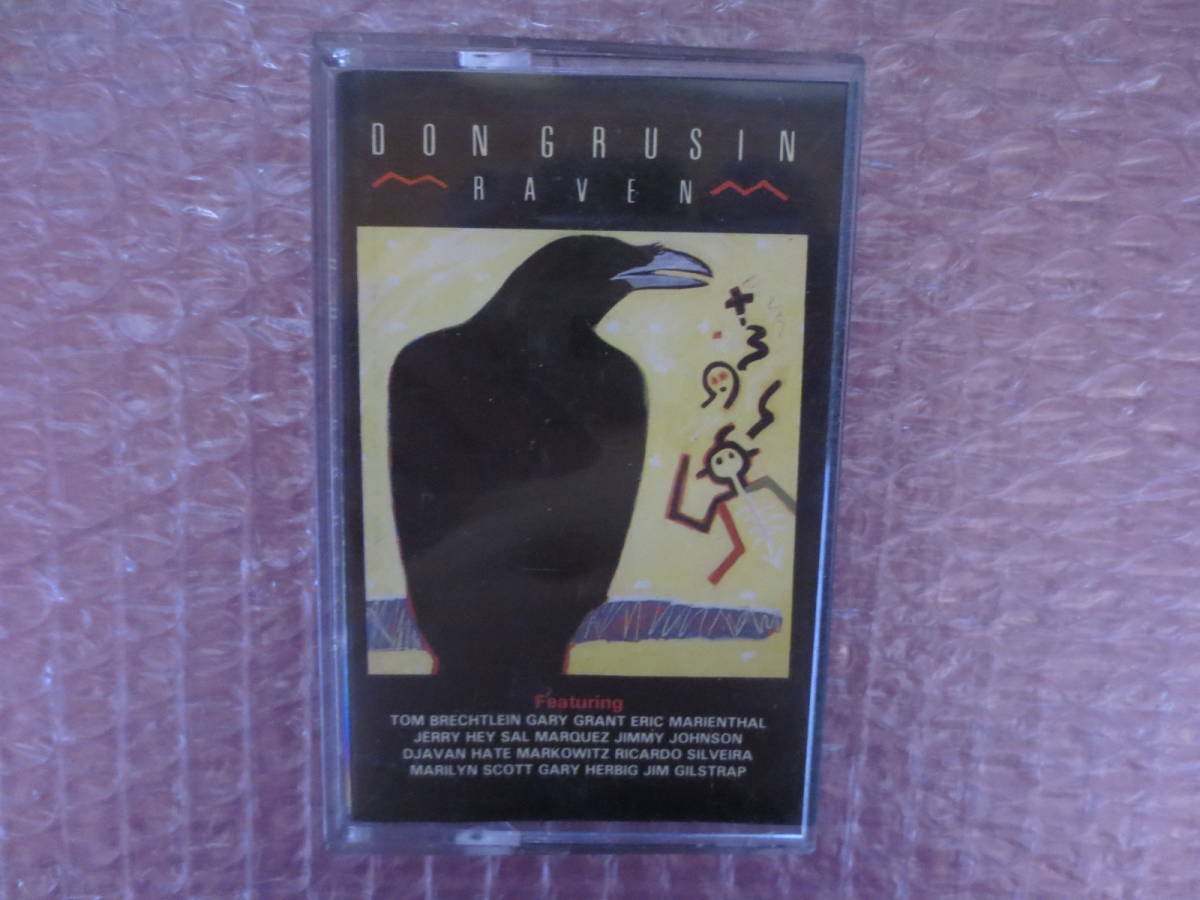 DON GRUSIN
RAVEN
Featuring
TOM BRECHTLEIN GARY GRANT ERIC MARIENTHAL
JERRY HEY SAL MARQUEZ JIMMY JOHNSON
DJAVAN HATE MARKOWITZ RICARDO SILVEIRA
MARILYN SCOTT GARY HERBIG JIM GILSTRAP